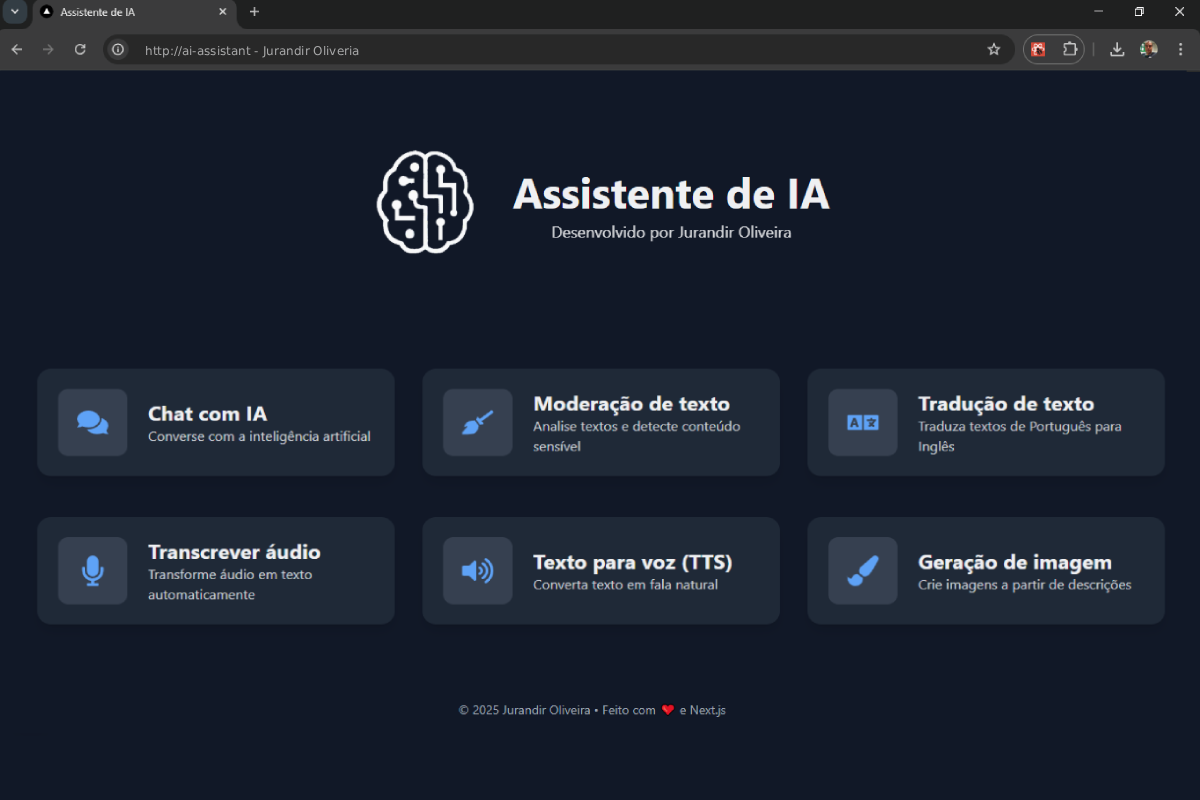 Assistente de IA
http://ai-assistant - Jurandir Oliveria
Assistente de IA
Desenvolvido por Jurandir Oliveira
Chat com IA
Converse com a inteligência artificial
Moderação de texto
Analise textos e detecte conteúdo
sensível
Tradução de texto
Traduza textos de Português para
Inglês
Transcrever áudio
Transforme áudio em texto
automaticamente
Texto para voz (TTS)
Converta texto em fala natural
Geração de imagem
Crie imagens a partir de descrições
© 2025 Jurandir Oliveira • Feito com ❤ e Next.js